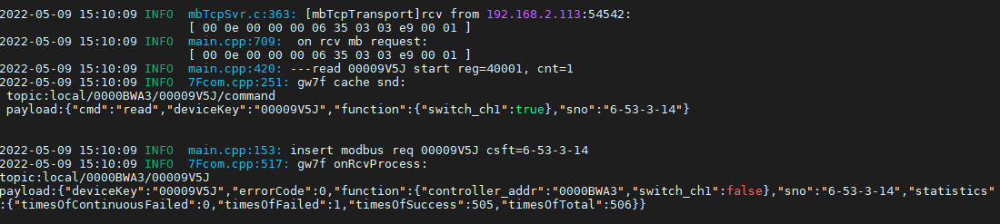 2022-05-09 15:10:09 INFO  mbTcpSvr.c:363: [mbTcpTransport]rcv from 192.168.2.113:54542:
[ 00 0e 00 00 00 06 35 03 03 e9 00 01 ]
2022-05-09 15:10:09 INFO  main.cpp:709:  on rcv mb request:
[ 00 0e 00 00 00 06 35 03 03 e9 00 01 ]
2022-05-09 15:10:09 INFO  main.cpp:420: ---read 00009V5J start reg=40001, cnt=1
2022-05-09 15:10:09 INFO  7Fcom.cpp:251: gw7f cache snd:
topic:local/0000BWA3/00009V5J/command
payload:{"cmd":"read","deviceKey":"00009V5J","function":{"switch_ch1":true},"sno":"6-53-3-14"}
2022-05-09 15:10:09 INFO  main.cpp:153: insert modbus req 00009V5J csft=6-53-3-14
2022-05-09 15:10:09 INFO  7Fcom.cpp:517: gw7f onRcvProcess:
topic:local/0000BWA3/00009V5J
payload:{"deviceKey":"00009V5J","errorCode":0,"function":{"controller_addr":"0000BWA3","switch_ch1":false},"sno":"6-53-3-14","statistics"
:{"timesOfContinuousFailed":0,"timesOfFailed":1,"timesOfSuccess":505,"timesOfTotal":506}}